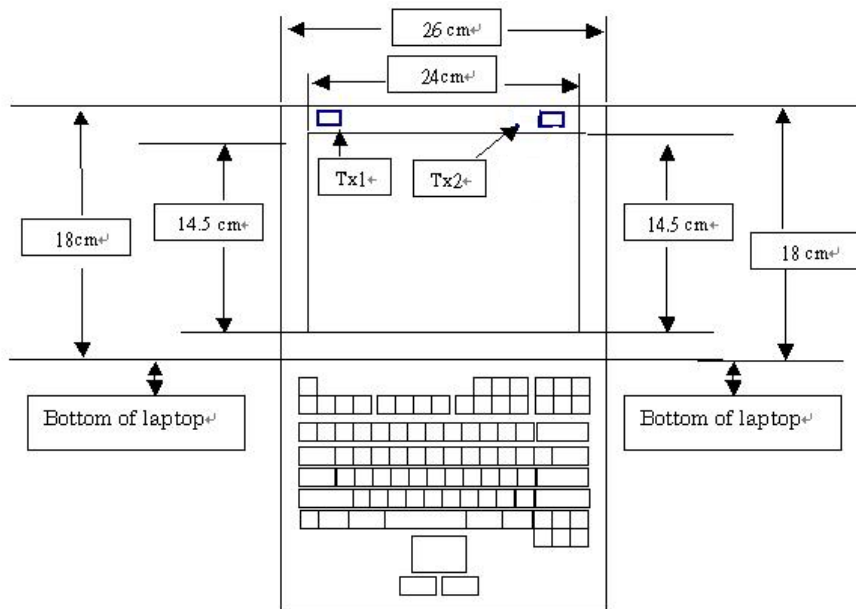 26 cm↵
24cm↵
Tx1↵
Tx2↵
14.5 cm↵
14.5 cm↵
18cm↵
18 cm↵
Bottom of laptop↵
Bottom of laptop↵